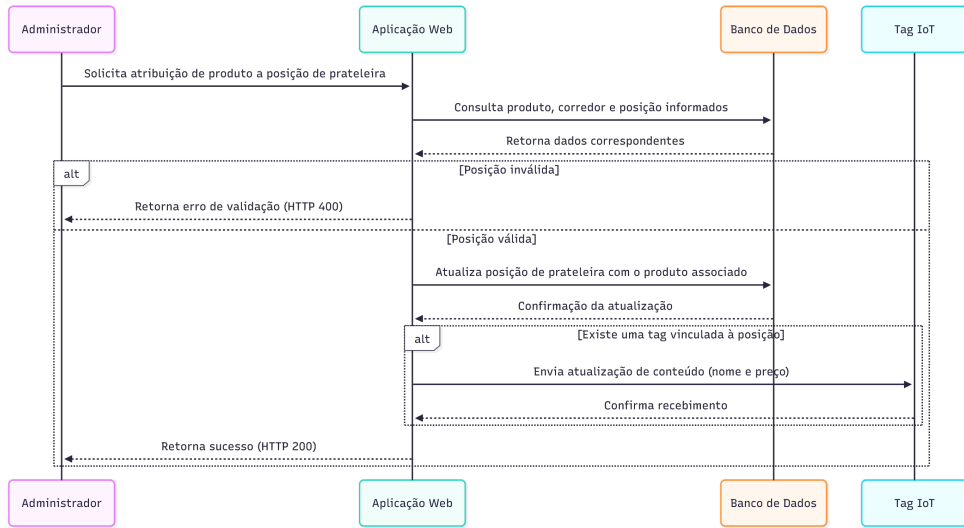 Administrador
Aplicação Web
Banco de Dados
Tag IoT
Solicita atribuição de produto a posição de prateleira
Consulta produto, corredor e posição informados
Retorna dados correspondentes
alt
[Posição inválida]
Retorna erro de validação (HTTP 400)
[Posição válida]
Atualiza posição de prateleira com o produto associado
Confirmação da atualização
alt
[Existe uma tag vinculada à posição]
Envia atualização de conteúdo (nome e preço)
Confirma recebimento
Retorna sucesso (HTTP 200)
Administrador
Aplicação Web
Banco de Dados
Tag IoT